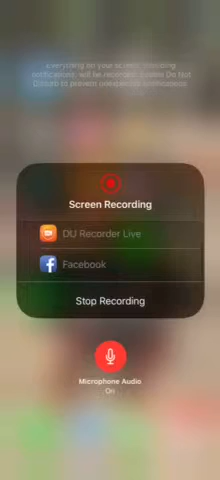 Everything on your screen, including
notifications, will be recorded. Enable Do Not
Disturb to prevent unexpected notifications.
Screen Recording
DU Recorder Live
Facebook
Stop Recording
Microphone Audio
On